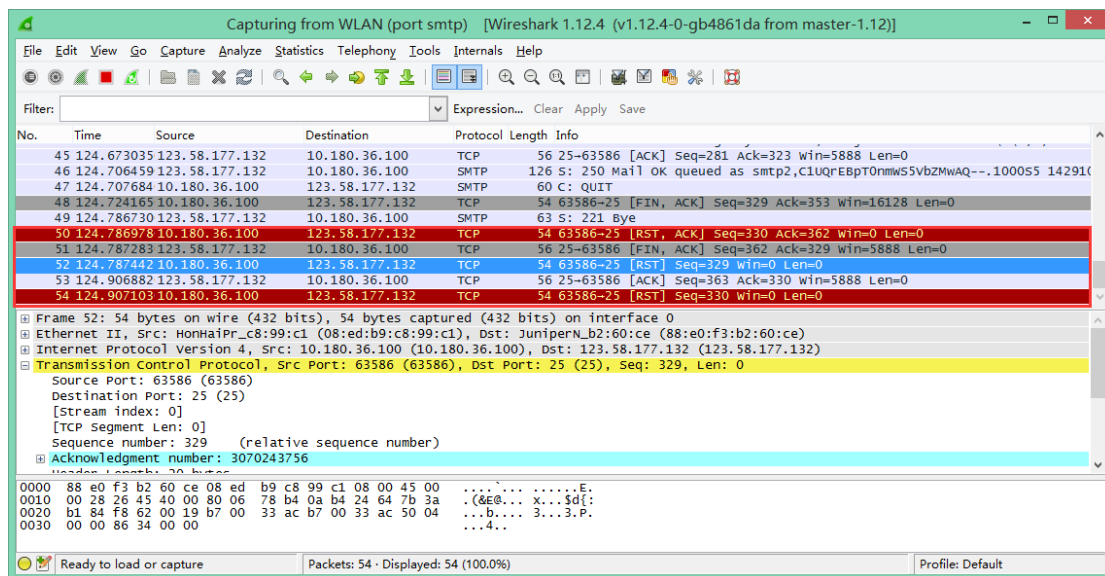 Capturing from WLAN (port smtp) [Wireshark 1.12.4 (v1.12.4-0-gb4861da from master-1.12)]
File Edit View Go Capture Analyze Statistics Telephony Tools Internals Help
Filter: Expression... Clear Apply Save
No. Time Source Destination Protocol Length Info
45 124.673035 123.58.177.132 10.180.36.100 TCP 56 25→63586 [ACK] Seq=281 Ack=323 Win=5888 Len=0
46 124.706459 123.58.177.132 10.180.36.100 SMTP 126 S: 250 Mail OK queued as smtp2,C1UQrEBpTOnmWS5VbZMwAQ--.1000S5 142910
47 124.707684 10.180.36.100 123.58.177.132 SMTP 60 C: QUIT
48 124.724165 10.180.36.100 123.58.177.132 TCP 54 63586→25 [FIN, ACK] Seq=329 Ack=353 Win=16128 Len=0
49 124.786730 123.58.177.132 10.180.36.100 SMTP 63 S: 221 Bye
50 124.786978 10.180.36.100 123.58.177.132 TCP 54 63586→25 [RST, ACK] Seq=330 Ack=362 Win=0 Len=0
51 124.787283 123.58.177.132 10.180.36.100 TCP 56 25→63586 [FIN, ACK] Seq=362 Ack=329 Win=5888 Len=0
52 124.787442 10.180.36.100 123.58.177.132 TCP 54 63586→25 [RST] Seq=329 Win=0 Len=0
53 124.906882 123.58.177.132 10.180.36.100 TCP 56 25→63586 [ACK] Seq=363 Ack=330 Win=5888 Len=0
54 124.907103 10.180.36.100 123.58.177.132 TCP 54 63586→25 [RST] Seq=330 Win=0 Len=0
Frame 52: 54 bytes on wire (432 bits), 54 bytes captured (432 bits) on interface 0
Ethernet II, Src: HonHaiPr_c8:99:c1 (08:ed:b9:c8:99:c1), Dst: JuniperN_b2:60:ce (88:e0:f3:b2:60:ce)
Internet Protocol Version 4, Src: 10.180.36.100 (10.180.36.100), Dst: 123.58.177.132 (123.58.177.132)
Transmission Control Protocol, Src Port: 63586 (63586), Dst Port: 25 (25), Seq: 329, Len: 0
Source Port: 63586 (63586)
Destination Port: 25 (25)
[Stream index: 0]
[TCP Segment Len: 0]
Sequence number: 329 (relative sequence number)
Acknowledgment number: 3070243756
Header Length: 20 bytes
0000 88 e0 f3 b2 60 ce 08 ed b9 c8 99 c1 08 00 45 00 ....`... ......E.
0010 00 28 26 45 40 00 80 06 78 b4 0a b4 24 64 7b 3a .(&E@... x...$d{:
0020 b1 84 f8 62 00 19 b7 00 33 ac b7 00 33 ac 50 04 ...b.... 3...3.P.
0030 00 00 86 34 00 00 ...4..
Ready to load or capture Packets: 54 · Displayed: 54 (100.0%) Profile: Default